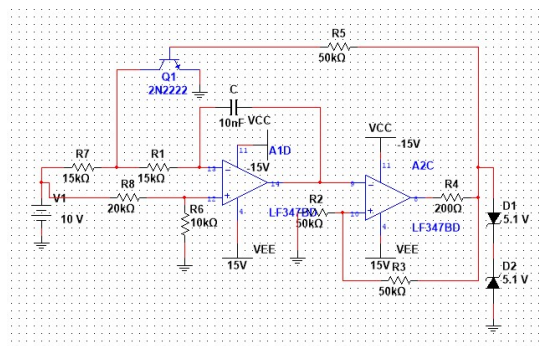 R5
50kΩ
Q1
2N2222
C
10nF
VCC
11
A1D
-15V
R7
15kΩ
R1
15kΩ
13
12
14
R8
20kΩ
V1
10 V
R6
10kΩ
4
LF347BD
VEE
15V
VCC
-15V
11
A2C
9
10
8
R2
50kΩ
R4
200Ω
LF347BD
4
VEE
15V
R3
50kΩ
D1
5.1 V
D2
5.1 V